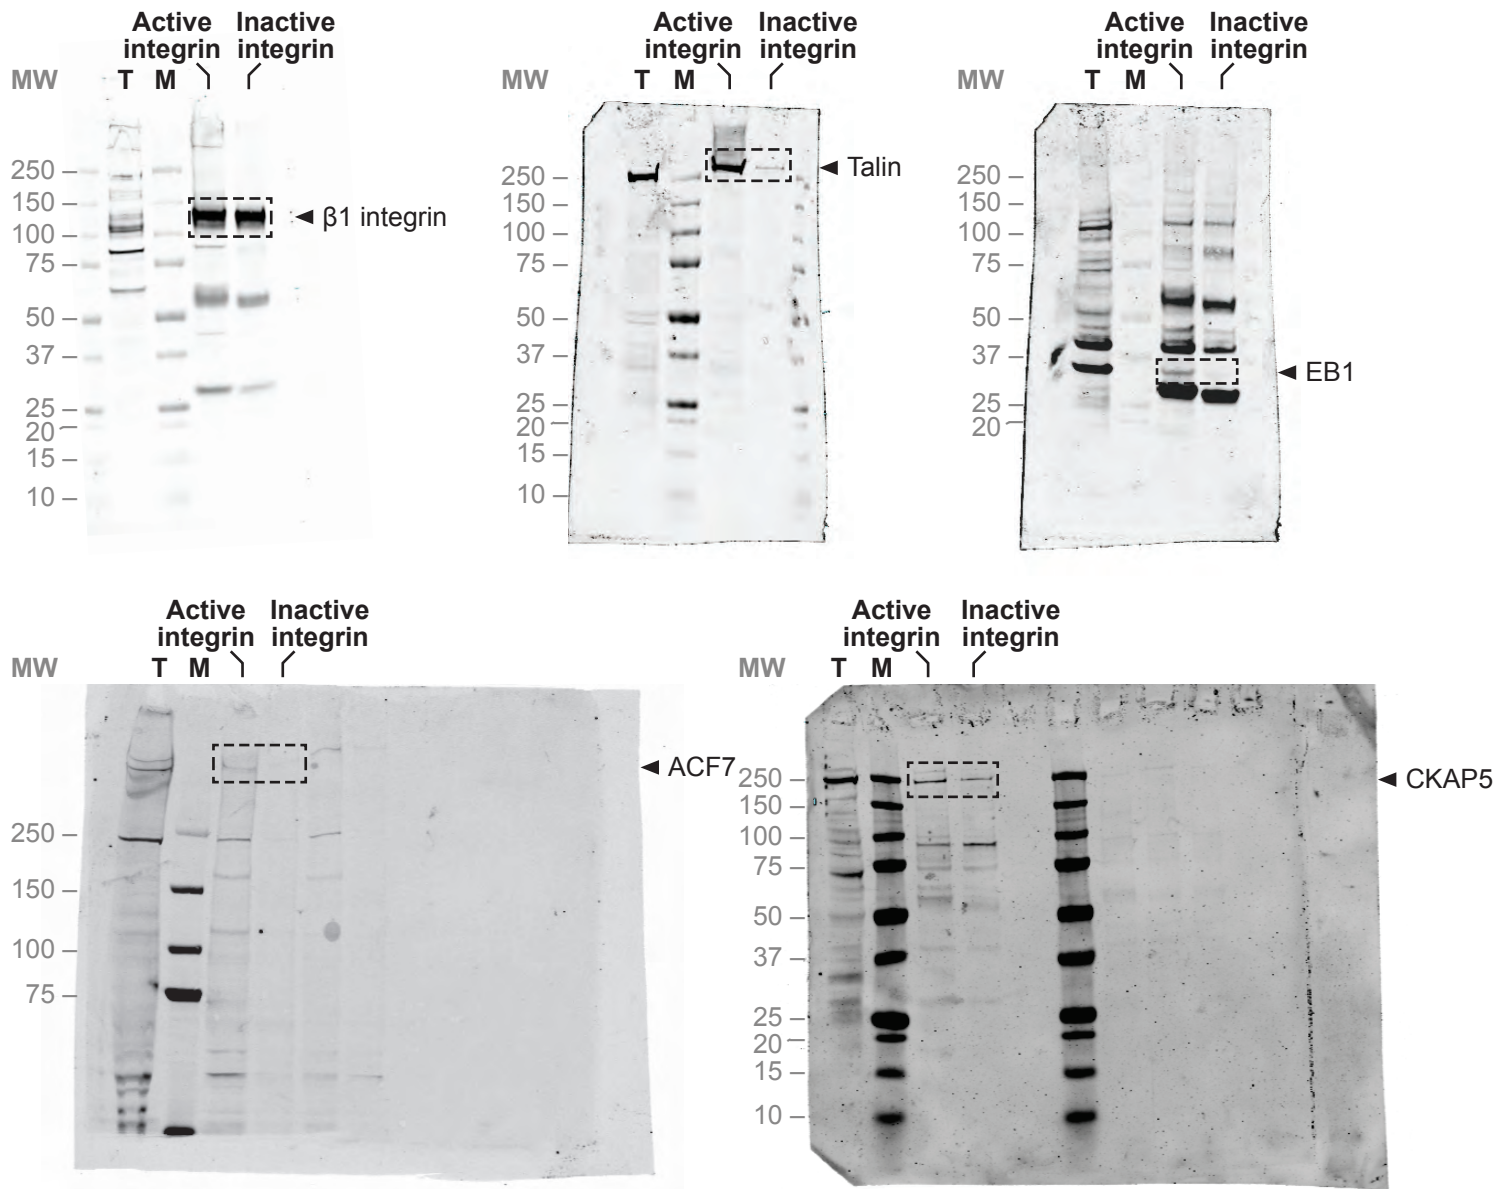 Active integrin
Inactive integrin
MW
T
M
250
150
100
75
50
37
25
20
15
10
β1 integrin
Active integrin
Inactive integrin
MW
T
M
250
150
100
75
50
37
25
20
15
10
Talin
Active integrin
Inactive integrin
MW
T
M
250
150
100
75
50
37
25
20
EB1
Active integrin
Inactive integrin
MW
T
M
250
150
100
75
ACF7
Active integrin
Inactive integrin
MW
T
M
250
150
100
75
50
37
25
20
15
10
CKAP5